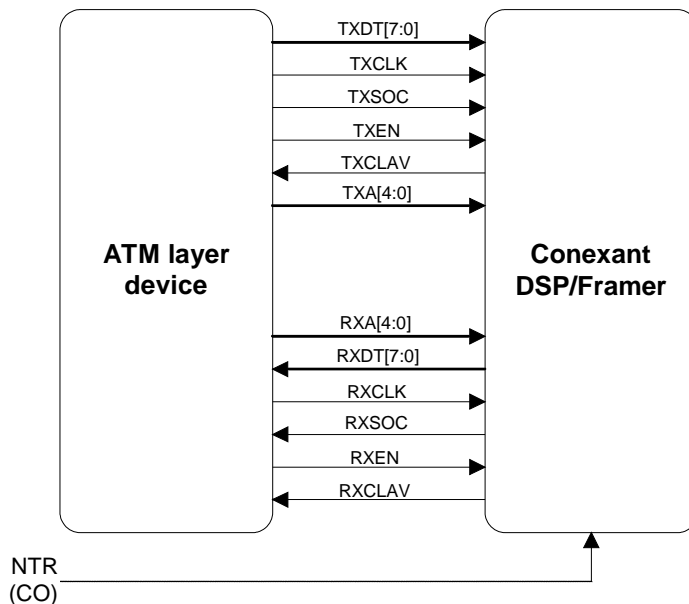 TXDT[7:0]
TXCLK
TXSOC
TXEN
TXCLAV
TXA[4:0]
ATM layer
device
Conexant
DSP/Framer
RXA[4:0]
RXDT[7:0]
RXCLK
RXSOC
RXEN
RXCLAV
NTR
(CO)